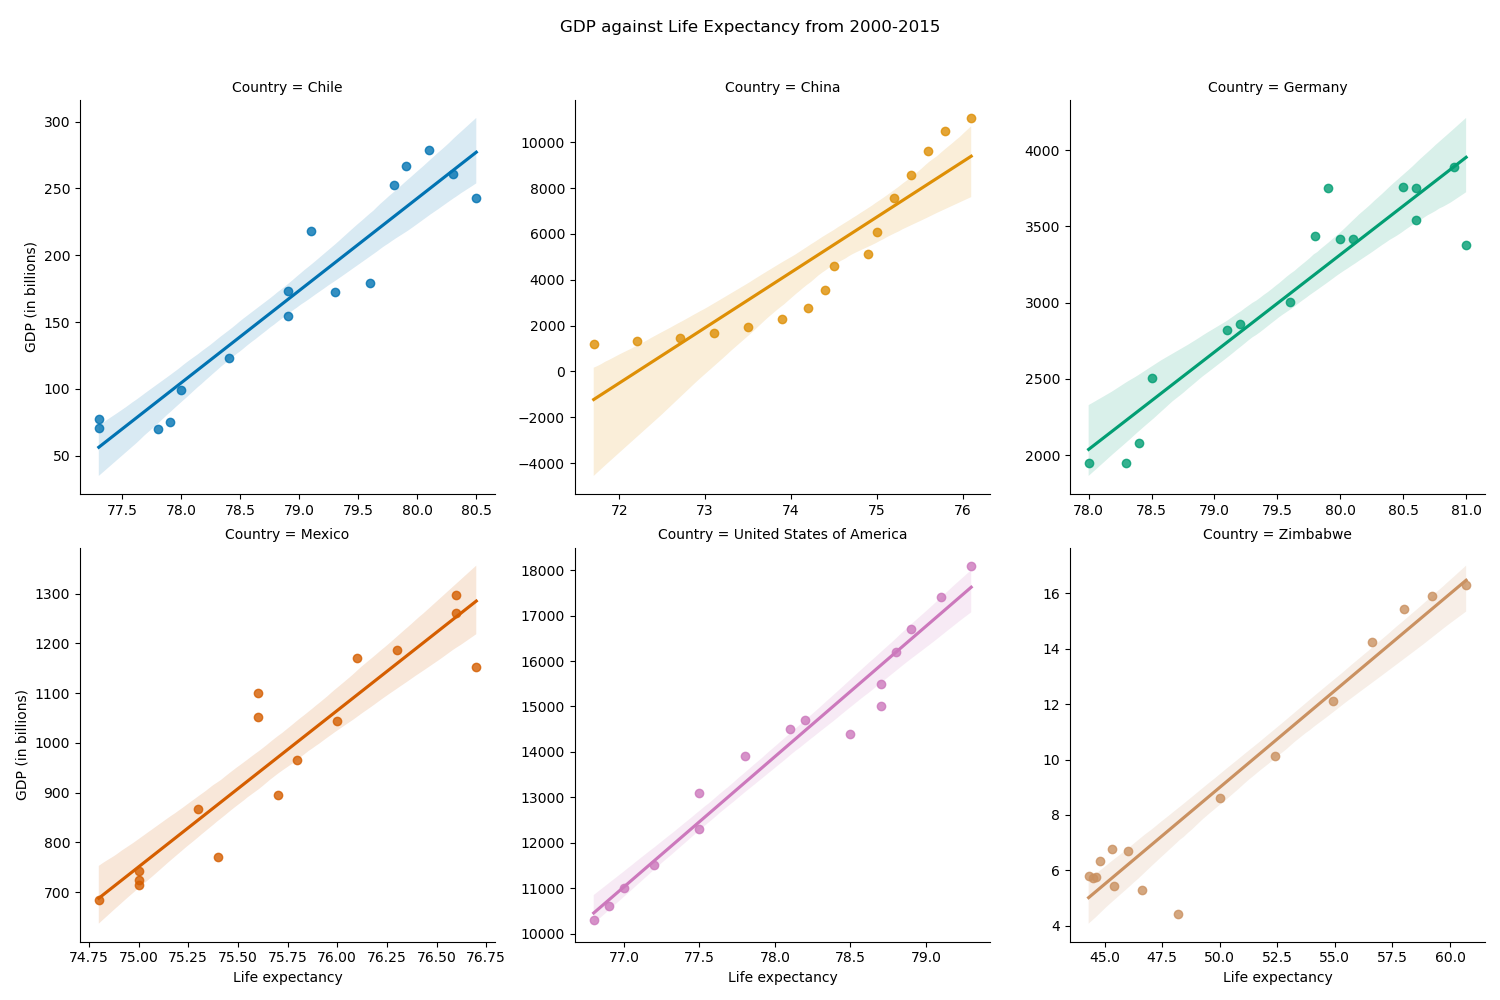 GDP against Life Expectancy from 2000-2015
Country = Chile
Country = China
Country = Germany
GDP (in billions)
300
250
200
150
100
50
77.5 78.0 78.5 79.0 79.5 80.0 80.5
10000
8000
6000
4000
2000
0
−2000
−4000
72 73 74 75 76
4000
3500
3000
2500
2000
78.0 78.5 79.0 79.5 80.0 80.5 81.0
Country = Mexico
Country = United States of America
Country = Zimbabwe
GDP (in billions)
1300
1200
1100
1000
900
800
700
74.75 75.00 75.25 75.50 75.75 76.00 76.25 76.50 76.75
Life expectancy
18000
17000
16000
15000
14000
13000
12000
11000
10000
77.0 77.5 78.0 78.5 79.0
Life expectancy
16
14
12
10
8
6
4
45.0 47.5 50.0 52.5 55.0 57.5 60.0
Life expectancy